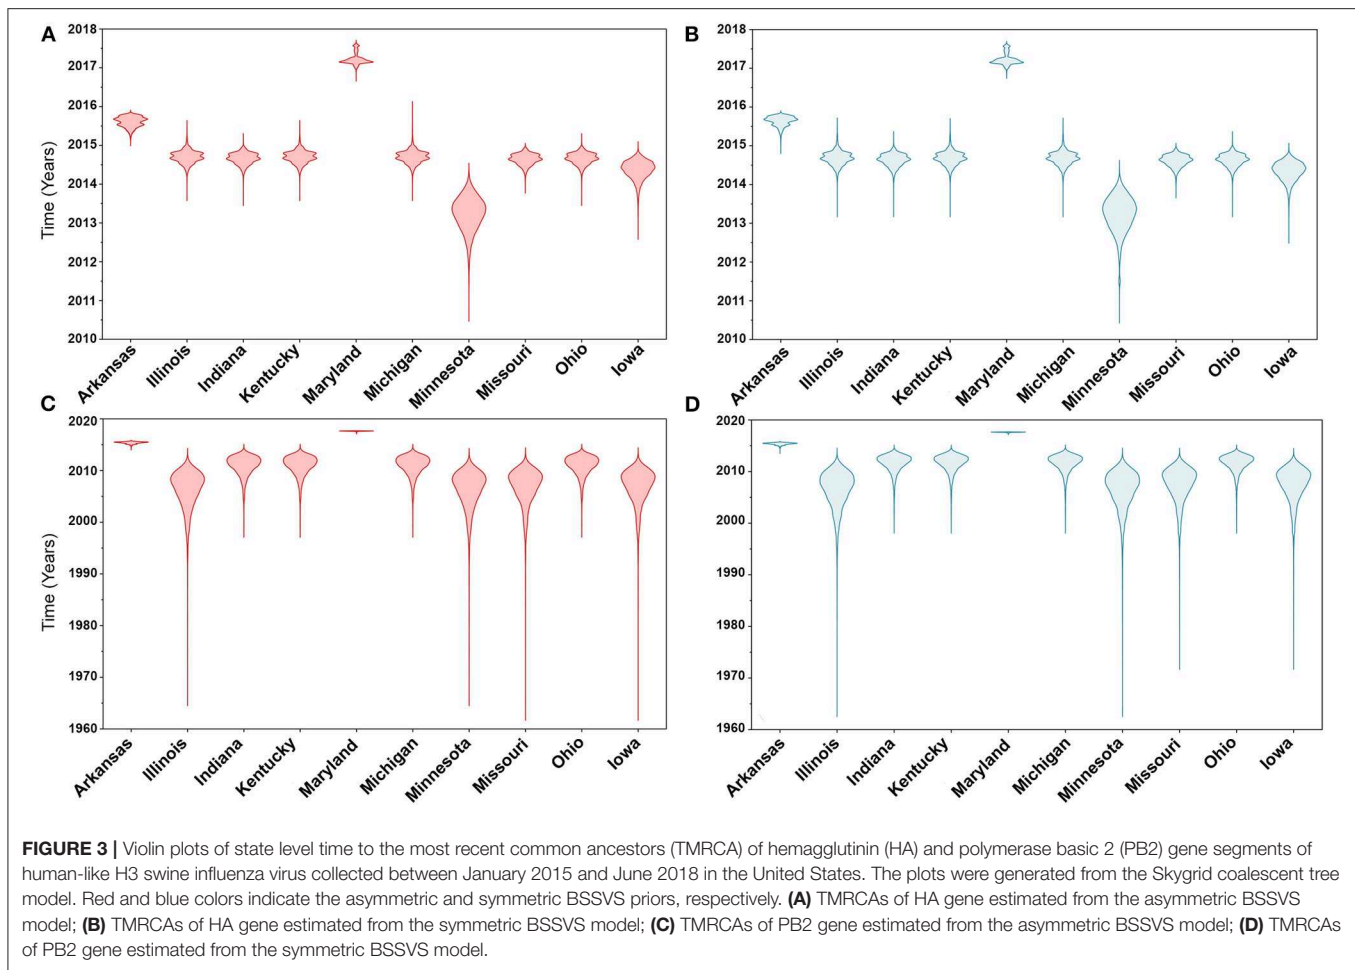 A
B
2018
2017
2016
2015
2014
2013
2012
2011
2010
Time (Years)
Arkansas
Illinois
Indiana
Kentucky
Maryland
Michigan
Minnesota
Missouri
Ohio
Iowa
2018
2017
2016
2015
2014
2013
2012
2011
2010
Arkansas
Illinois
Indiana
Kentucky
Maryland
Michigan
Minnesota
Missouri
Ohio
Iowa
C
D
2020
2010
2000
1990
1980
1970
1960
Time (Years)
Arkansas
Illinois
Indiana
Kentucky
Maryland
Michigan
Minnesota
Missouri
Ohio
Iowa
2020
2010
2000
1990
1980
1970
1960
Arkansas
Illinois
Indiana
Kentucky
Maryland
Michigan
Minnesota
Missouri
Ohio
Iowa
FIGURE 3 | Violin plots of state level time to the most recent common ancestors (TMRCA) of hemagglutinin (HA) and polymerase basic 2 (PB2) gene segments of
human-like H3 swine influenza virus collected between January 2015 and June 2018 in the United States. The plots were generated from the Skygrid coalescent tree
model. Red and blue colors indicate the asymmetric and symmetric BSSVS priors, respectively. (A) TMRCAs of HA gene estimated from the asymmetric BSSVS
model; (B) TMRCAs of HA gene estimated from the symmetric BSSVS model; (C) TMRCAs of PB2 gene estimated from the asymmetric BSSVS model; (D) TMRCAs
of PB2 gene estimated from the symmetric BSSVS model.